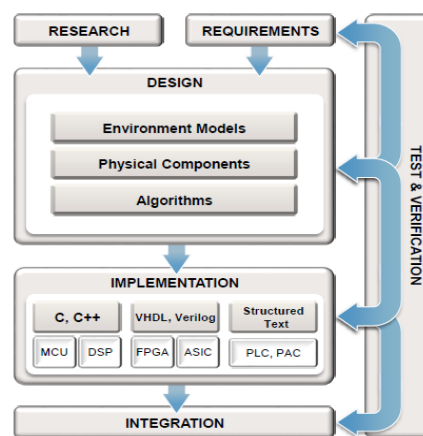 RESEARCH
REQUIREMENTS
DESIGN
Environment Models
Physical Components
Algorithms
IMPLEMENTATION
C, C++
VHDL, Verilog
Structured
Text
MCU
DSP
FPGA
ASIC
PLC, PAC
INTEGRATION
TEST & VERIFICATION